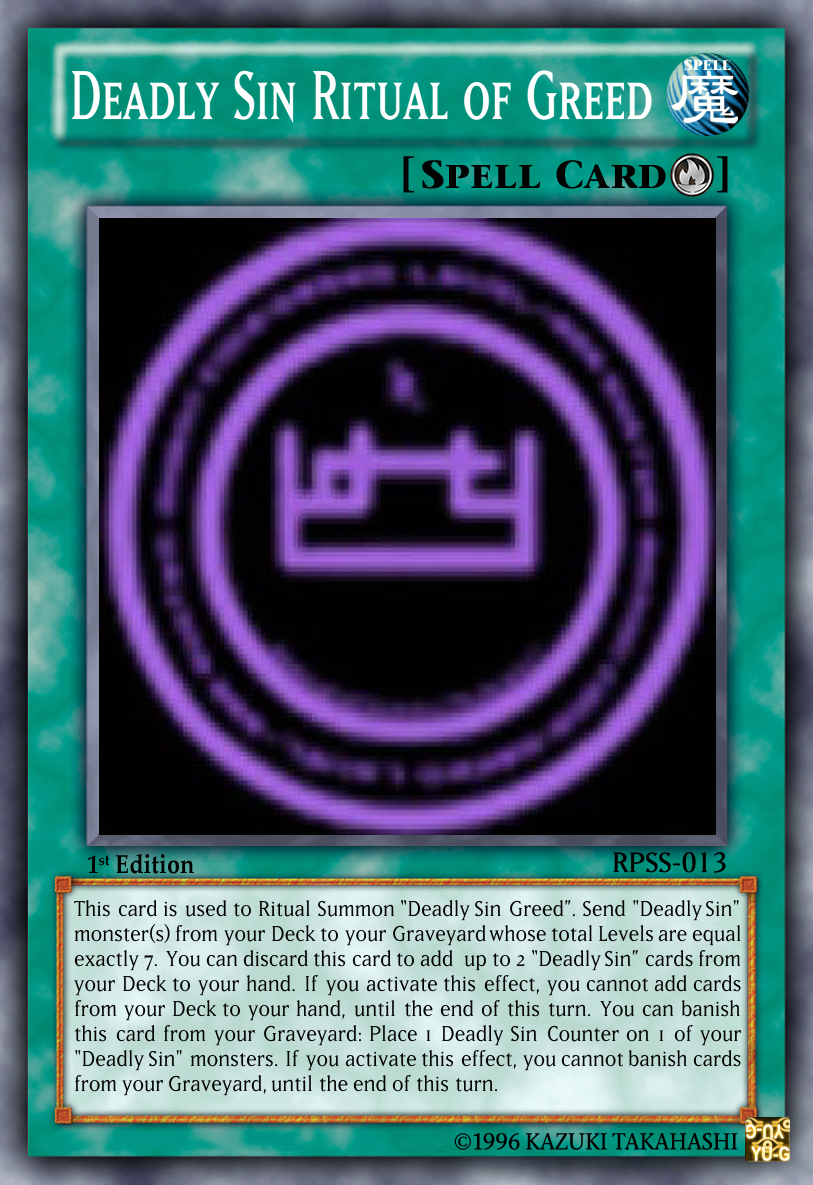 DEADLY SIN RITUAL OF GREED
SPELL
魔
[SPELL CARD]
1st Edition
RPSS-013
This card is used to Ritual Summon "Deadly Sin Greed". Send "Deadly Sin"
monster(s) from your Deck to your Graveyard whose total Levels are equal
exactly 7. You can discard this card to add up to 2 "Deadly Sin" cards from
your Deck to your hand. If you activate this effect, you cannot add cards
from your Deck to your hand, until the end of this turn. You can banish
this card from your Graveyard: Place 1 Deadly Sin Counter on 1 of your
"Deadly Sin" monsters. If you activate this effect, you cannot banish cards
from your Graveyard, until the end of this turn.
©1996 KAZUKI TAKAHASHI